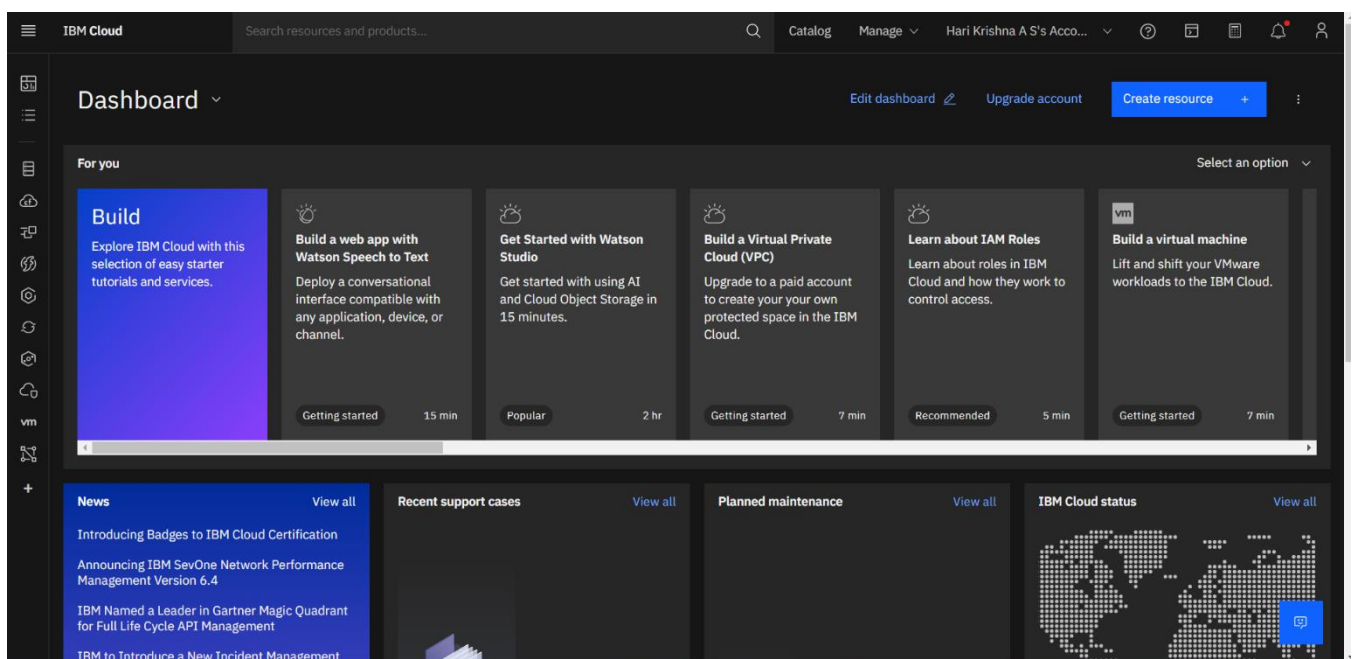 IBM Cloud
Search resources and products...
Catalog
Manage
Hari Krishna A S's Acco...
Dashboard
Edit dashboard
Upgrade account
Create resource +
For you
Select an option
Build
Explore IBM Cloud with this
selection of easy starter
tutorials and services.
Build a web app with
Watson Speech to Text
Deploy a conversational
interface compatible with
any application, device, or
channel.
Getting started
15 min
Get Started with Watson
Studio
Get started with using AI
and Cloud Object Storage in
15 minutes.
Popular
2 hr
Build a Virtual Private
Cloud (VPC)
Upgrade to a paid account
to create your your own
protected space in the IBM
Cloud.
Getting started
7 min
Learn about IAM Roles
Learn about roles in IBM
Cloud and how they work to
control access.
Recommended
5 min
vm
Build a virtual machine
Lift and shift your VMware
workloads to the IBM Cloud.
Getting started
7 min
vm
News
View all
Introducing Badges to IBM Cloud Certification
Announcing IBM SevOne Network Performance
Management Version 6.4
IBM Named a Leader in Gartner Magic Quadrant
for Full Life Cycle API Management
IBM to Introduce a New Incident Management
Recent support cases
View all
Planned maintenance
View all
IBM Cloud status
View all